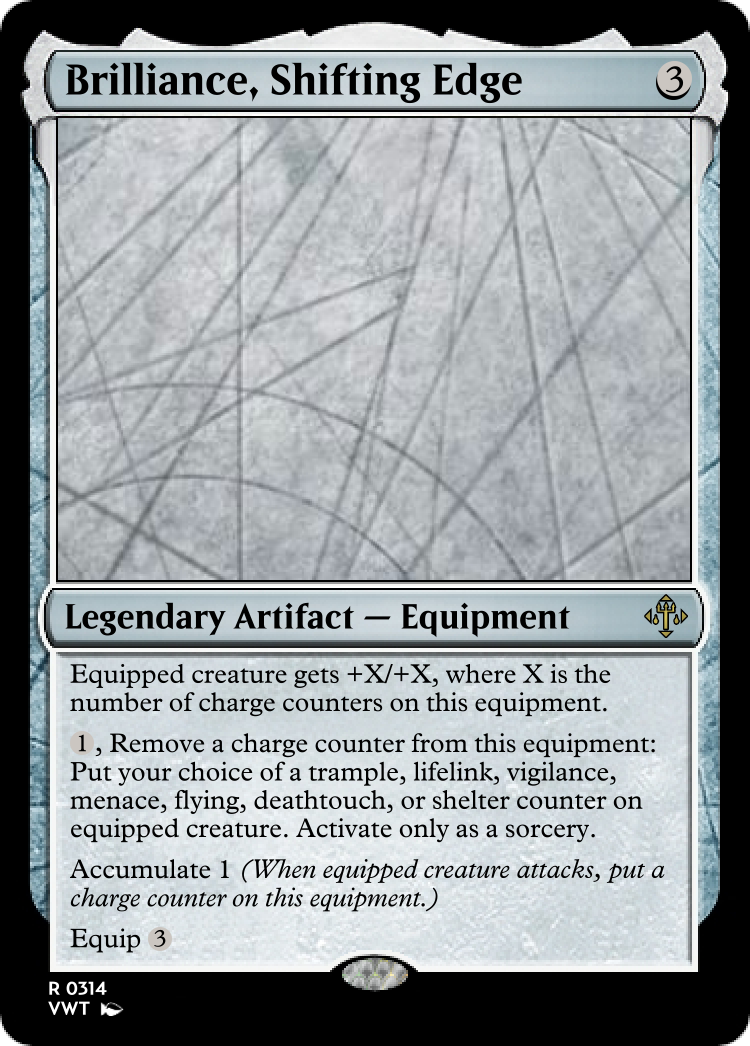 Brilliance, Shifting Edge 3
Legendary Artifact — Equipment
Equipped creature gets +X/+X, where X is the
number of charge counters on this equipment.
1, Remove a charge counter from this equipment:
Put your choice of a trample, lifelink, vigilance,
menace, flying, deathtouch, or shelter counter on
equipped creature. Activate only as a sorcery.
Accumulate 1 (When equipped creature attacks, put a
charge counter on this equipment.)
Equip 3
R 0314
VWT